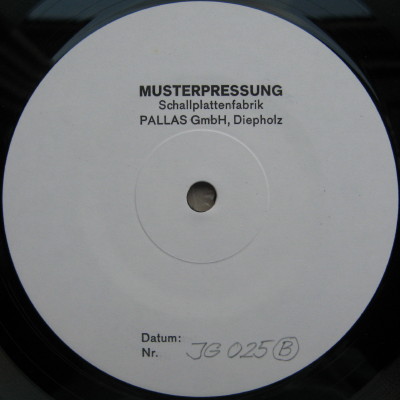 MUSTERPRESSUNG
Schallplattenfabrik
PALLAS GmbH, Diepholz
Datum:
Nr. JG 025 B